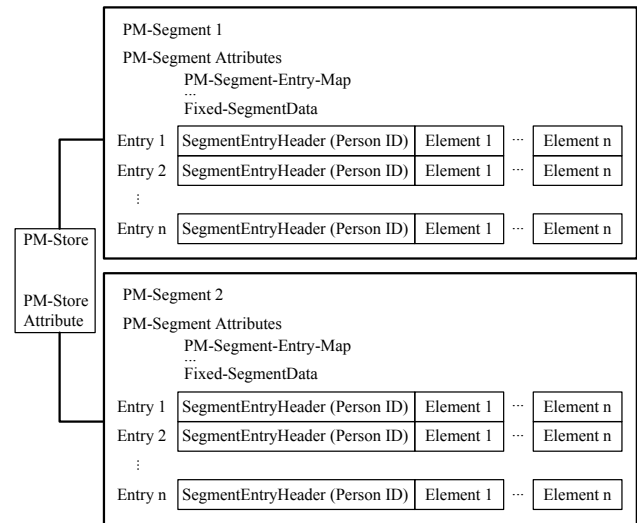 PM-Segment 1
PM-Segment Attributes
PM-Segment-Entry-Map
...
Fixed-SegmentData
Entry 1 SegmentEntryHeader (Person ID) Element 1 ... Element n
Entry 2 SegmentEntryHeader (Person ID) Element 1 ... Element n
⋮
Entry n SegmentEntryHeader (Person ID) Element 1 ... Element n
PM-Store
PM-Store
Attribute
PM-Segment 2
PM-Segment Attributes
PM-Segment-Entry-Map
...
Fixed-SegmentData
Entry 1 SegmentEntryHeader (Person ID) Element 1 ... Element n
Entry 2 SegmentEntryHeader (Person ID) Element 1 ... Element n
⋮
Entry n SegmentEntryHeader (Person ID) Element 1 ... Element n